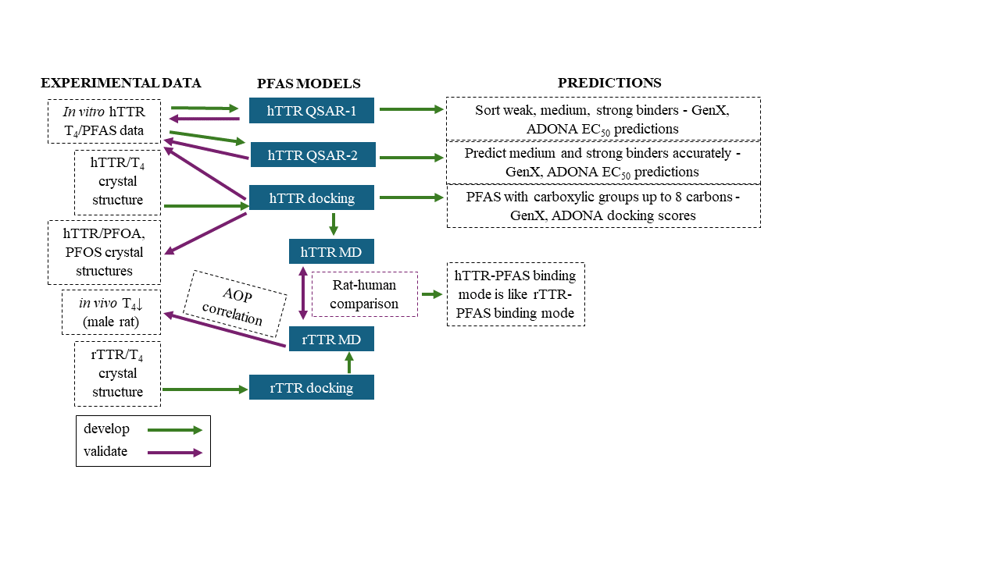 EXPERIMENTAL DATA
In vitro hTTR
T4/PFAS data
hTTR/T4
crystal
structure
hTTR/PFOA,
PFOS crystal
structures
in vivo T4↓
(male rat)
rTTR/T4
crystal
structure
PFAS MODELS
hTTR QSAR-1
hTTR QSAR-2
hTTR docking
hTTR MD
Rat-human
comparison
AOP
correlation
rTTR MD
rTTR docking
PREDICTIONS
Sort weak, medium, strong binders - GenX,
ADONA EC50 predictions
Predict medium and strong binders accurately -
GenX, ADONA EC50 predictions
PFAS with carboxylic groups up to 8 carbons -
GenX, ADONA docking scores
hTTR-PFAS binding
mode is like rTTR-
PFAS binding mode
develop
validate